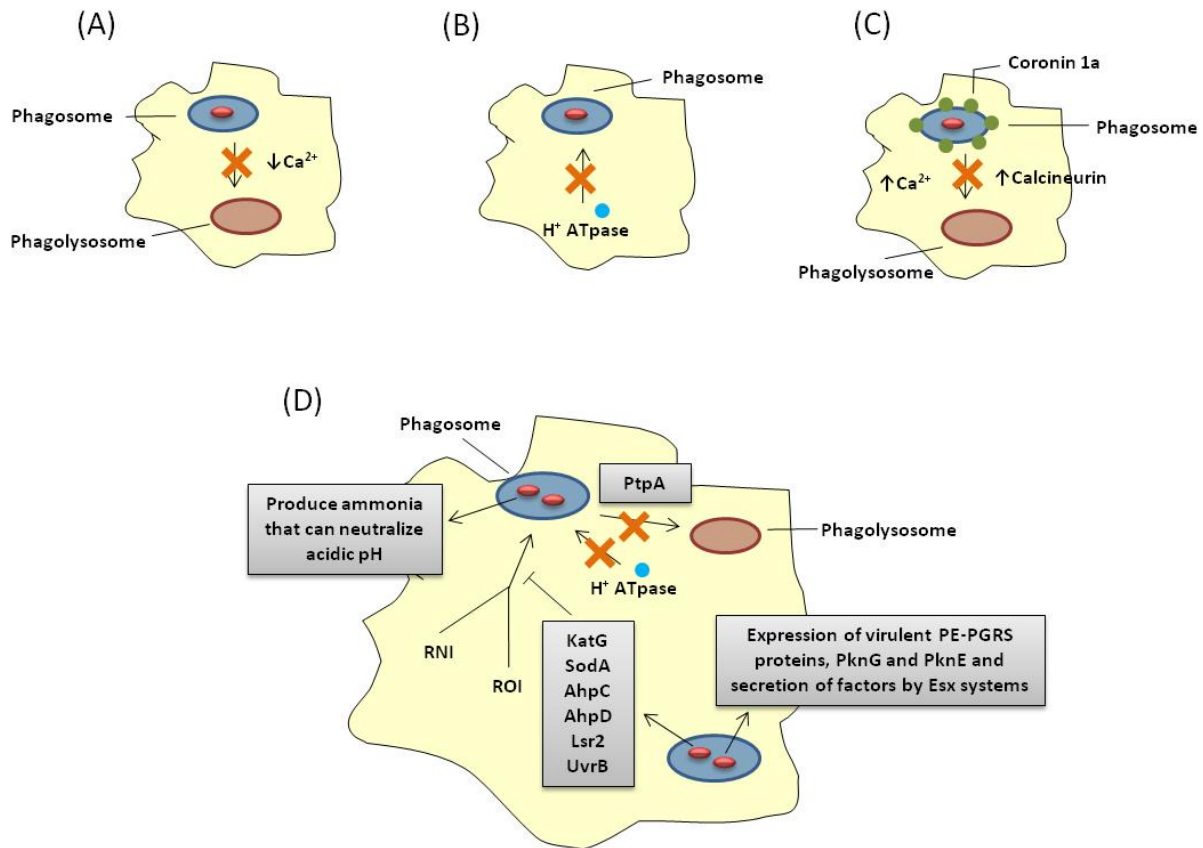 (A)
Phagosome
↓Ca²⁺
Phagolysosome
(B)
Phagosome
H⁺ ATpase
(C)
Coronin 1a
Phagosome
↑Ca²⁺
↑Calcineurin
Phagolysosome
(D)
Phagosome
PtpA
Produce ammonia
that can neutralize
acidic pH
Phagolysosome
H⁺ ATpase
RNI
ROI
KatG
SodA
AhpC
AhpD
Lsr2
UvrB
Expression of virulent PE-PGRS
proteins, PknG and PknE and
secretion of factors by Esx systems